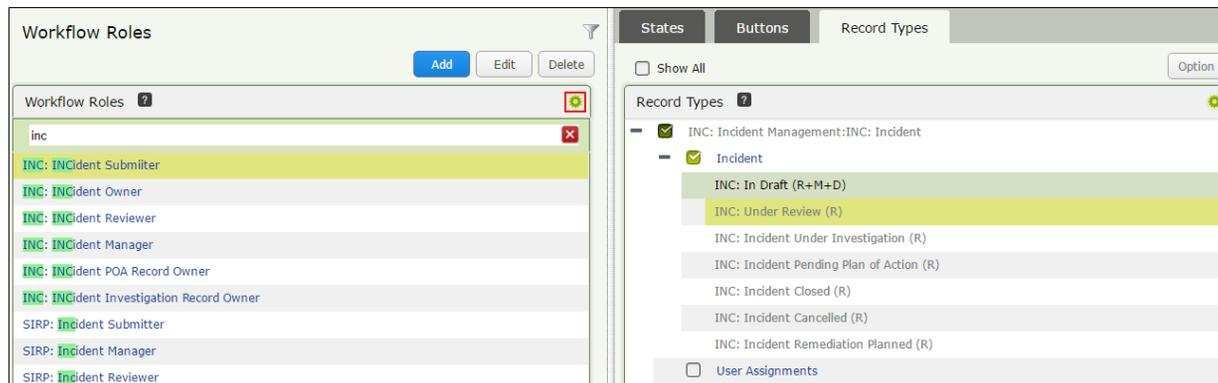 Workflow Roles
Add Edit Delete
Workflow Roles ?
inc
INC: INCident Submiiter
INC: INCident Owner
INC: INCident Reviewer
INC: INCident Manager
INC: INCident POA Record Owner
INC: INCident Investigation Record Owner
SIRP: Incident Submitter
SIRP: Incident Manager
SIRP: Incident Reviewer
States Buttons Record Types
Show All Option
Record Types ?
INC: Incident Management:INC: Incident
Incident
INC: In Draft (R+M+D)
INC: Under Review (R)
INC: Incident Under Investigation (R)
INC: Incident Pending Plan of Action (R)
INC: Incident Closed (R)
INC: Incident Cancelled (R)
INC: Incident Remediation Planned (R)
User Assignments